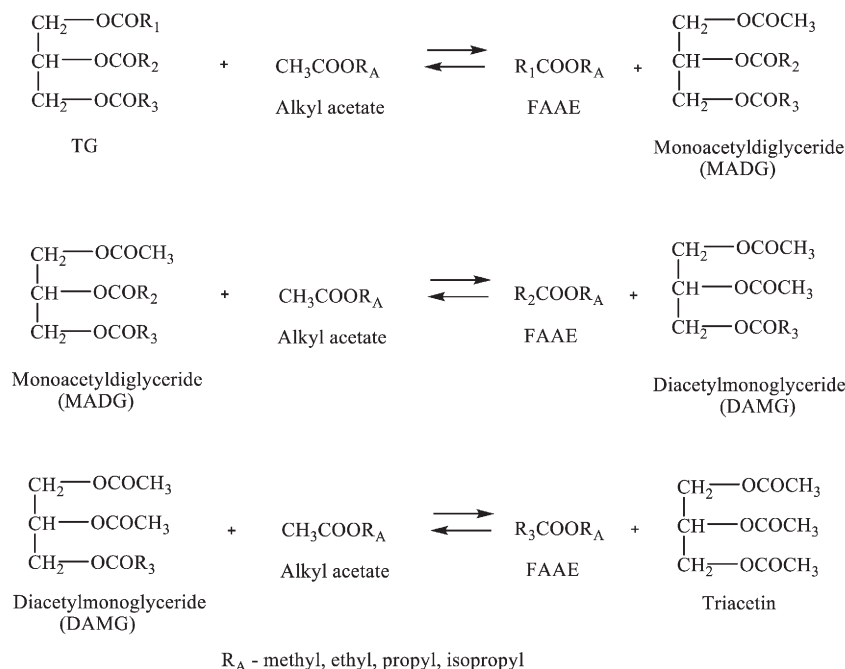 CH₂—OCOR₁
CH—OCOR₂ + CH₃COORₐ R₁COORₐ +
CH₂—OCOR₃ Alkyl acetate FAAE
TG
CH₂—OCOCH₃
CH—OCOR₂
CH₂—OCOR₃
Monoacetyldiglyceride
(MADG)
CH₂—OCOCH₃
CH—OCOR₂ + CH₃COORₐ R₂COORₐ +
CH₂—OCOR₃ Alkyl acetate FAAE
Monoacetyldiglyceride
(MADG)
CH₂—OCOCH₃
CH—OCOCH₃
CH₂—OCOR₃
Diacetylmonoglyceride
(DAMG)
CH₂—OCOCH₃
CH—OCOCH₃ + CH₃COORₐ R₃COORₐ +
CH₂—OCOR₃ Alkyl acetate FAAE
Diacetylmonoglyceride
(DAMG)
CH₂—OCOCH₃
CH—OCOCH₃
CH₂—OCOCH₃
Triacetin
Rₐ - methyl, ethyl, propyl, isopropyl